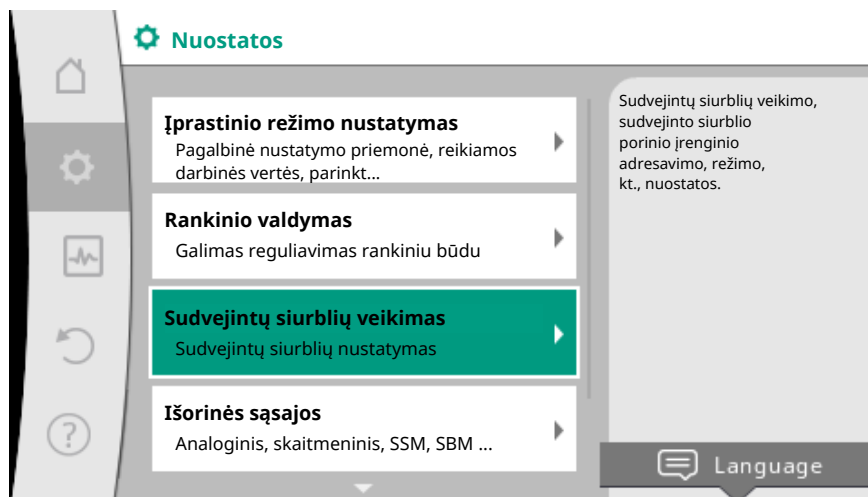 Nuostatos
Įprastinio režimo nustatymas
Pagalbinė nustatymo priemonė, reikiamos
darbinės vertės, parinkt...
Rankinio valdymas
Galimas reguliavimas rankiniu būdu
Sudvejintų siurblių veikimas
Sudvejintų siurblių nustatymas
Išorinės sąsajos
Analoginis, skaitmeninis, SSM, SBM ...
Sudvejintų siurblių veikimo,
sudvejinto siurblio
porinio įrenginio
adresavimo, režimo,
kt., nuostatos.
Language